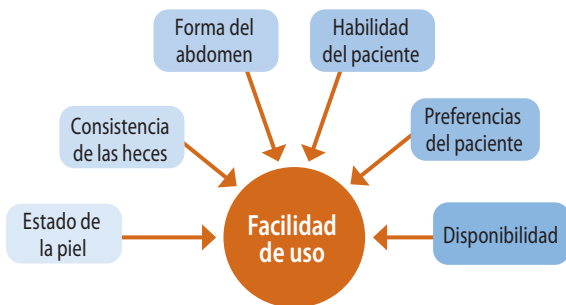 Forma del
abdomen
Habilidad
del paciente
Consistencia
de las heces
Preferencias
del paciente
Estado de
la piel
Facilidad
de uso
Disponibilidad